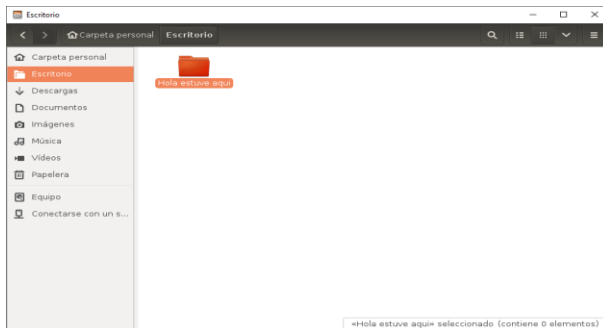 Escritorio
Carpeta personal Escritorio
Carpeta personal
Escritorio
Descargas
Documentos
Imágenes
Música
Vídeos
Papelera
Equipo
Conectarse con un s...
Hola estuve aqui
«Hola estuve aqui» seleccionado (contiene 0 elementos)